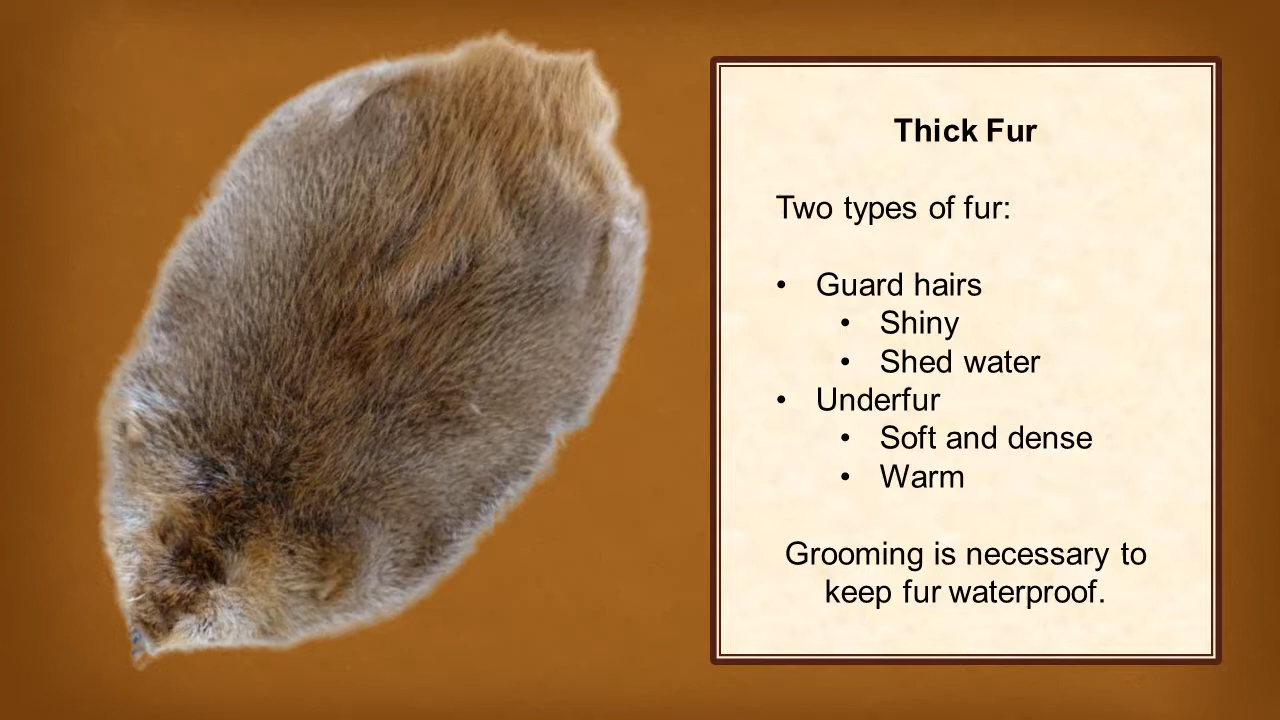 Thick Fur
Two types of fur:
• Guard hairs
• Shiny
• Shed water
• Underfur
• Soft and dense
• Warm
Grooming is necessary to
keep fur waterproof.